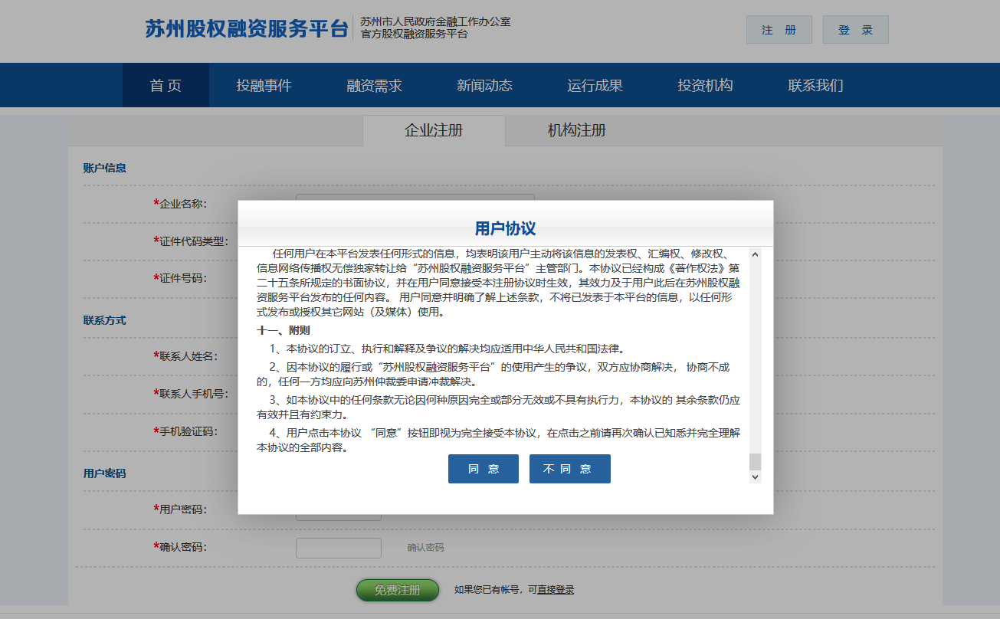 苏州股权融资服务平台
苏州市人民政府金融工作办公室
官方股权融资服务平台
注 册
登 录
首 页
投融事件
融资需求
新闻动态
运行成果
投资机构
联系我们
企业注册
机构注册
账户信息
*企业名称：
*证件代码类型：
*证件号码：
联系方式
*联系人姓名：
*联系人手机号：
*手机验证码：
用户密码
*用户密码：
*确认密码：
确认密码
免费注册
如果您已有帐号，可直接登录
用户协议
任何用户在本平台发表任何形式的信息，均表明该用户主动将该信息的发表权、汇编权、修改权、
信息网络传播权无偿独家转让给“苏州股权融资服务平台”主管部门。本协议已经构成《著作权法》第
二十五条所规定的书面协议，并在用户同意接受本注册协议时生效，其效力及于用户此后在苏州股权融
资服务平台发布的任何内容。 用户同意并明确了解上述条款，不将已发表于本平台的信息，以任何形
式发布或授权其它网站（及媒体）使用。
十一、附则
1、本协议的订立、执行和解释及争议的解决均应适用中华人民共和国法律。
2、因本协议的履行或“苏州股权融资服务平台”的使用产生的争议，双方应协商解决， 协商不成
的，任何一方均应向苏州仲裁委申请冲裁解决。
3、如本协议中的任何条款无论因何种原因完全或部分无效或不具有执行力，本协议的 其余条款仍应
有效并且有约束力。
4、用户点击本协议 “同意”按钮即视为完全接受本协议，在点击之前请再次确认已知悉并完全理解
本协议的全部内容。
同 意
不 同 意